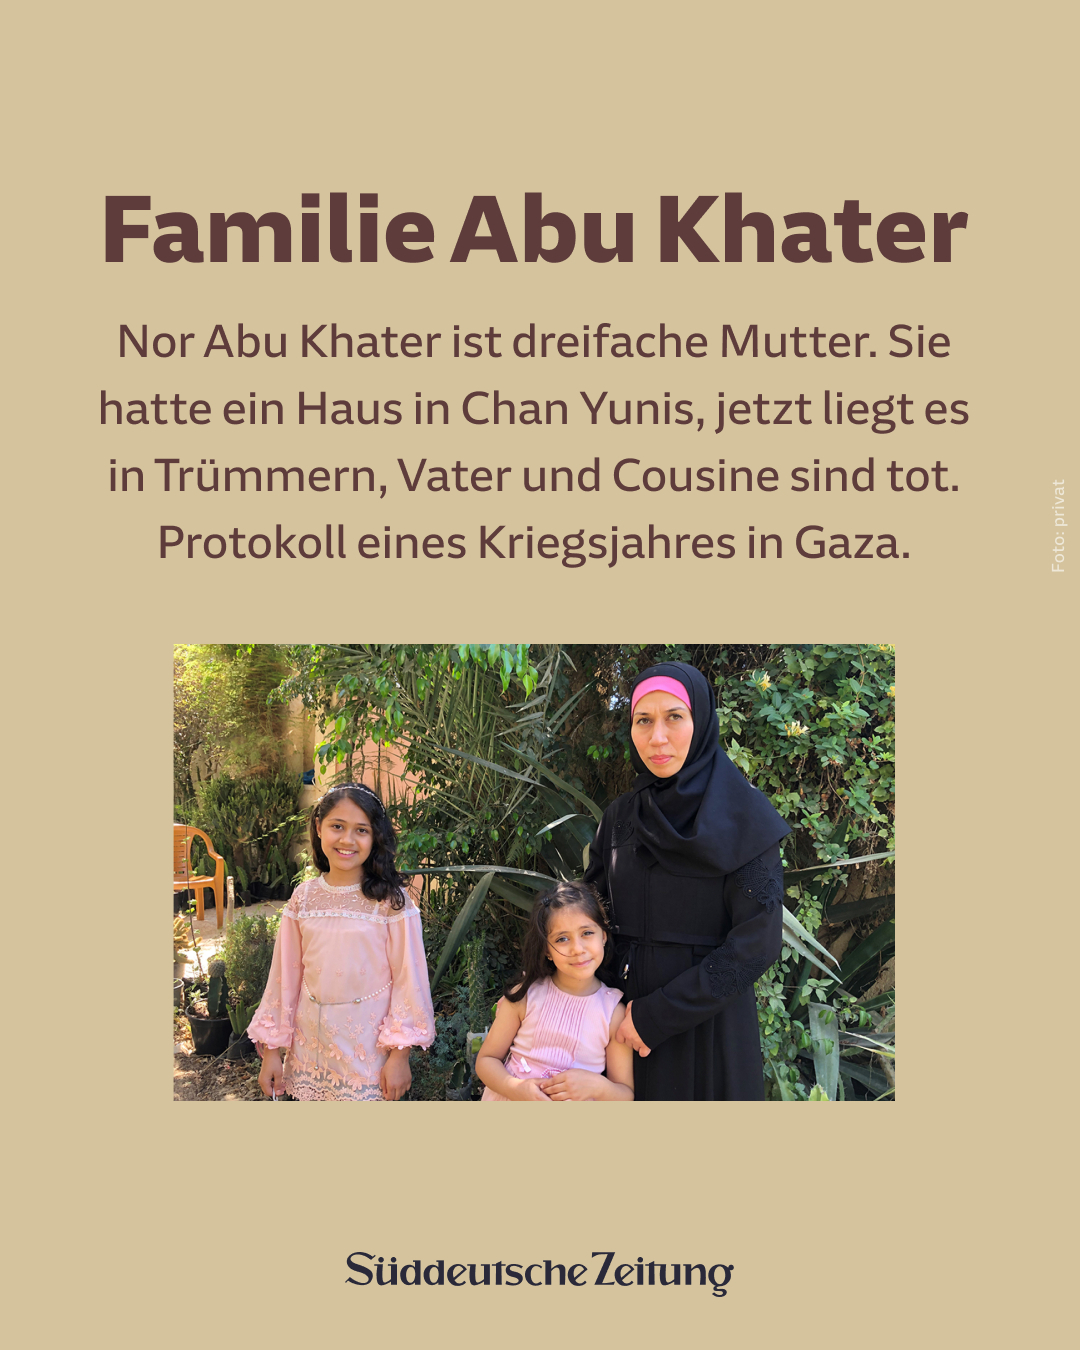 Familie Abu Khater
Nor Abu Khater ist dreifache Mutter. Sie
hatte ein Haus in Chan Yunis, jetzt liegt es
in Trümmern, Vater und Cousine sind tot.
Protokoll eines Kriegsjahres in Gaza.
Foto: privat
Süddeutsche Zeitung